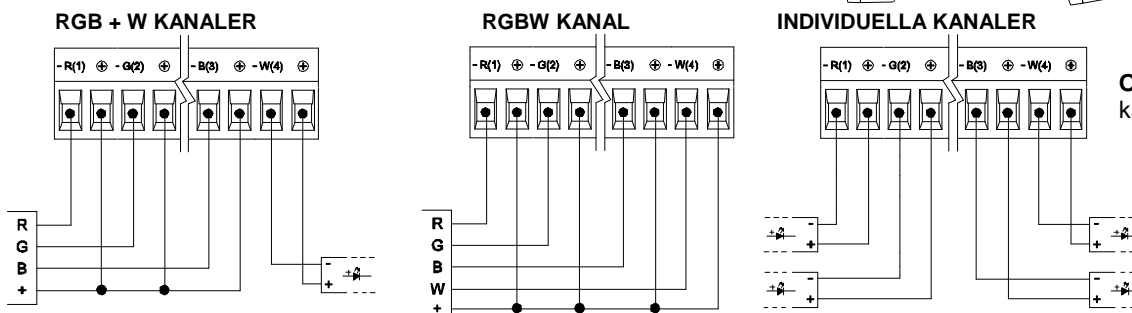 RGB + W KANALER
- R(1) ⊕ - G(2) ⊕ - B(3) ⊕ - W(4) ⊕
R
G
B
+
-
+
+
RGBW KANAL
- R(1) ⊕ - G(2) ⊕ - B(3) ⊕ - W(4) ⊕
R
G
B
W
+
INDIVIDUELLA KANALER
- R(1) ⊕ - G(2) ⊕ - B(3) ⊕ - W(4) ⊕
-
+
+
-
+
+
-
+
+
-
+
+